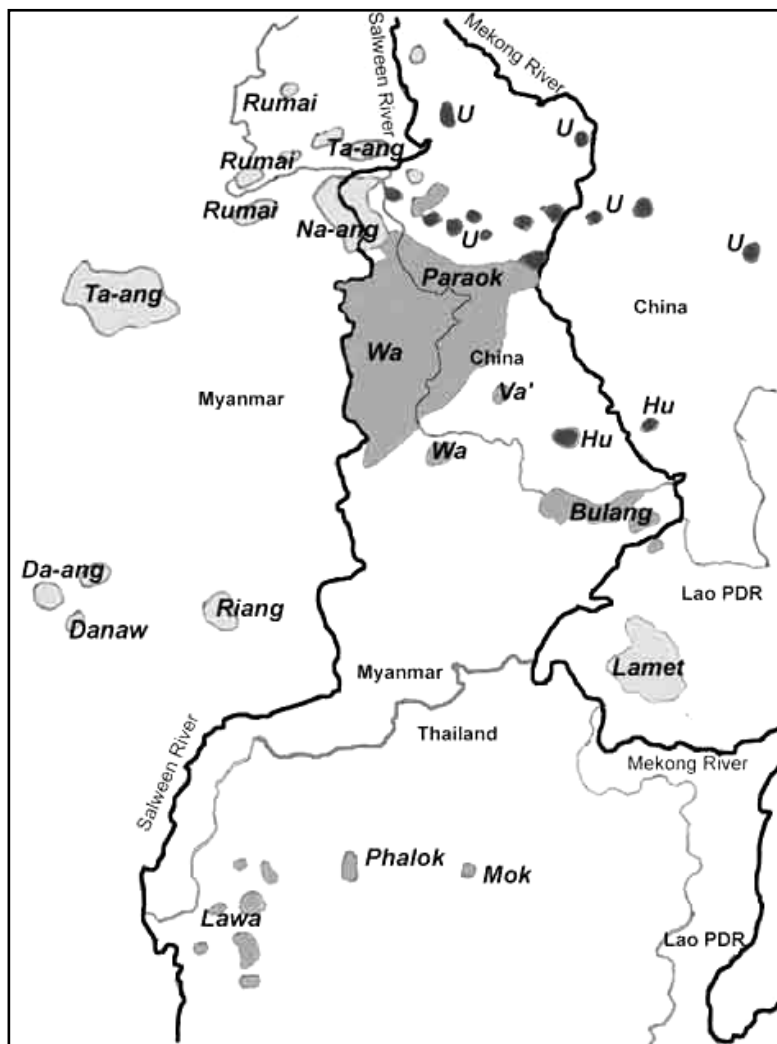 Salween River
Mekong River
Rumai
U
U
Rumai
Ta-ang
Rumai
Na-ang
U
U
U
Ta-ang
Paraok
China
Wa
China
Myanmar
Va'
Hu
Hu
Wa
Bulang
Da-ang
Danaw
Riang
Lao PDR
Lamet
Myanmar
Thailand
Salween River
Mekong River
Phalok
Mok
Lawa
Lao PDR